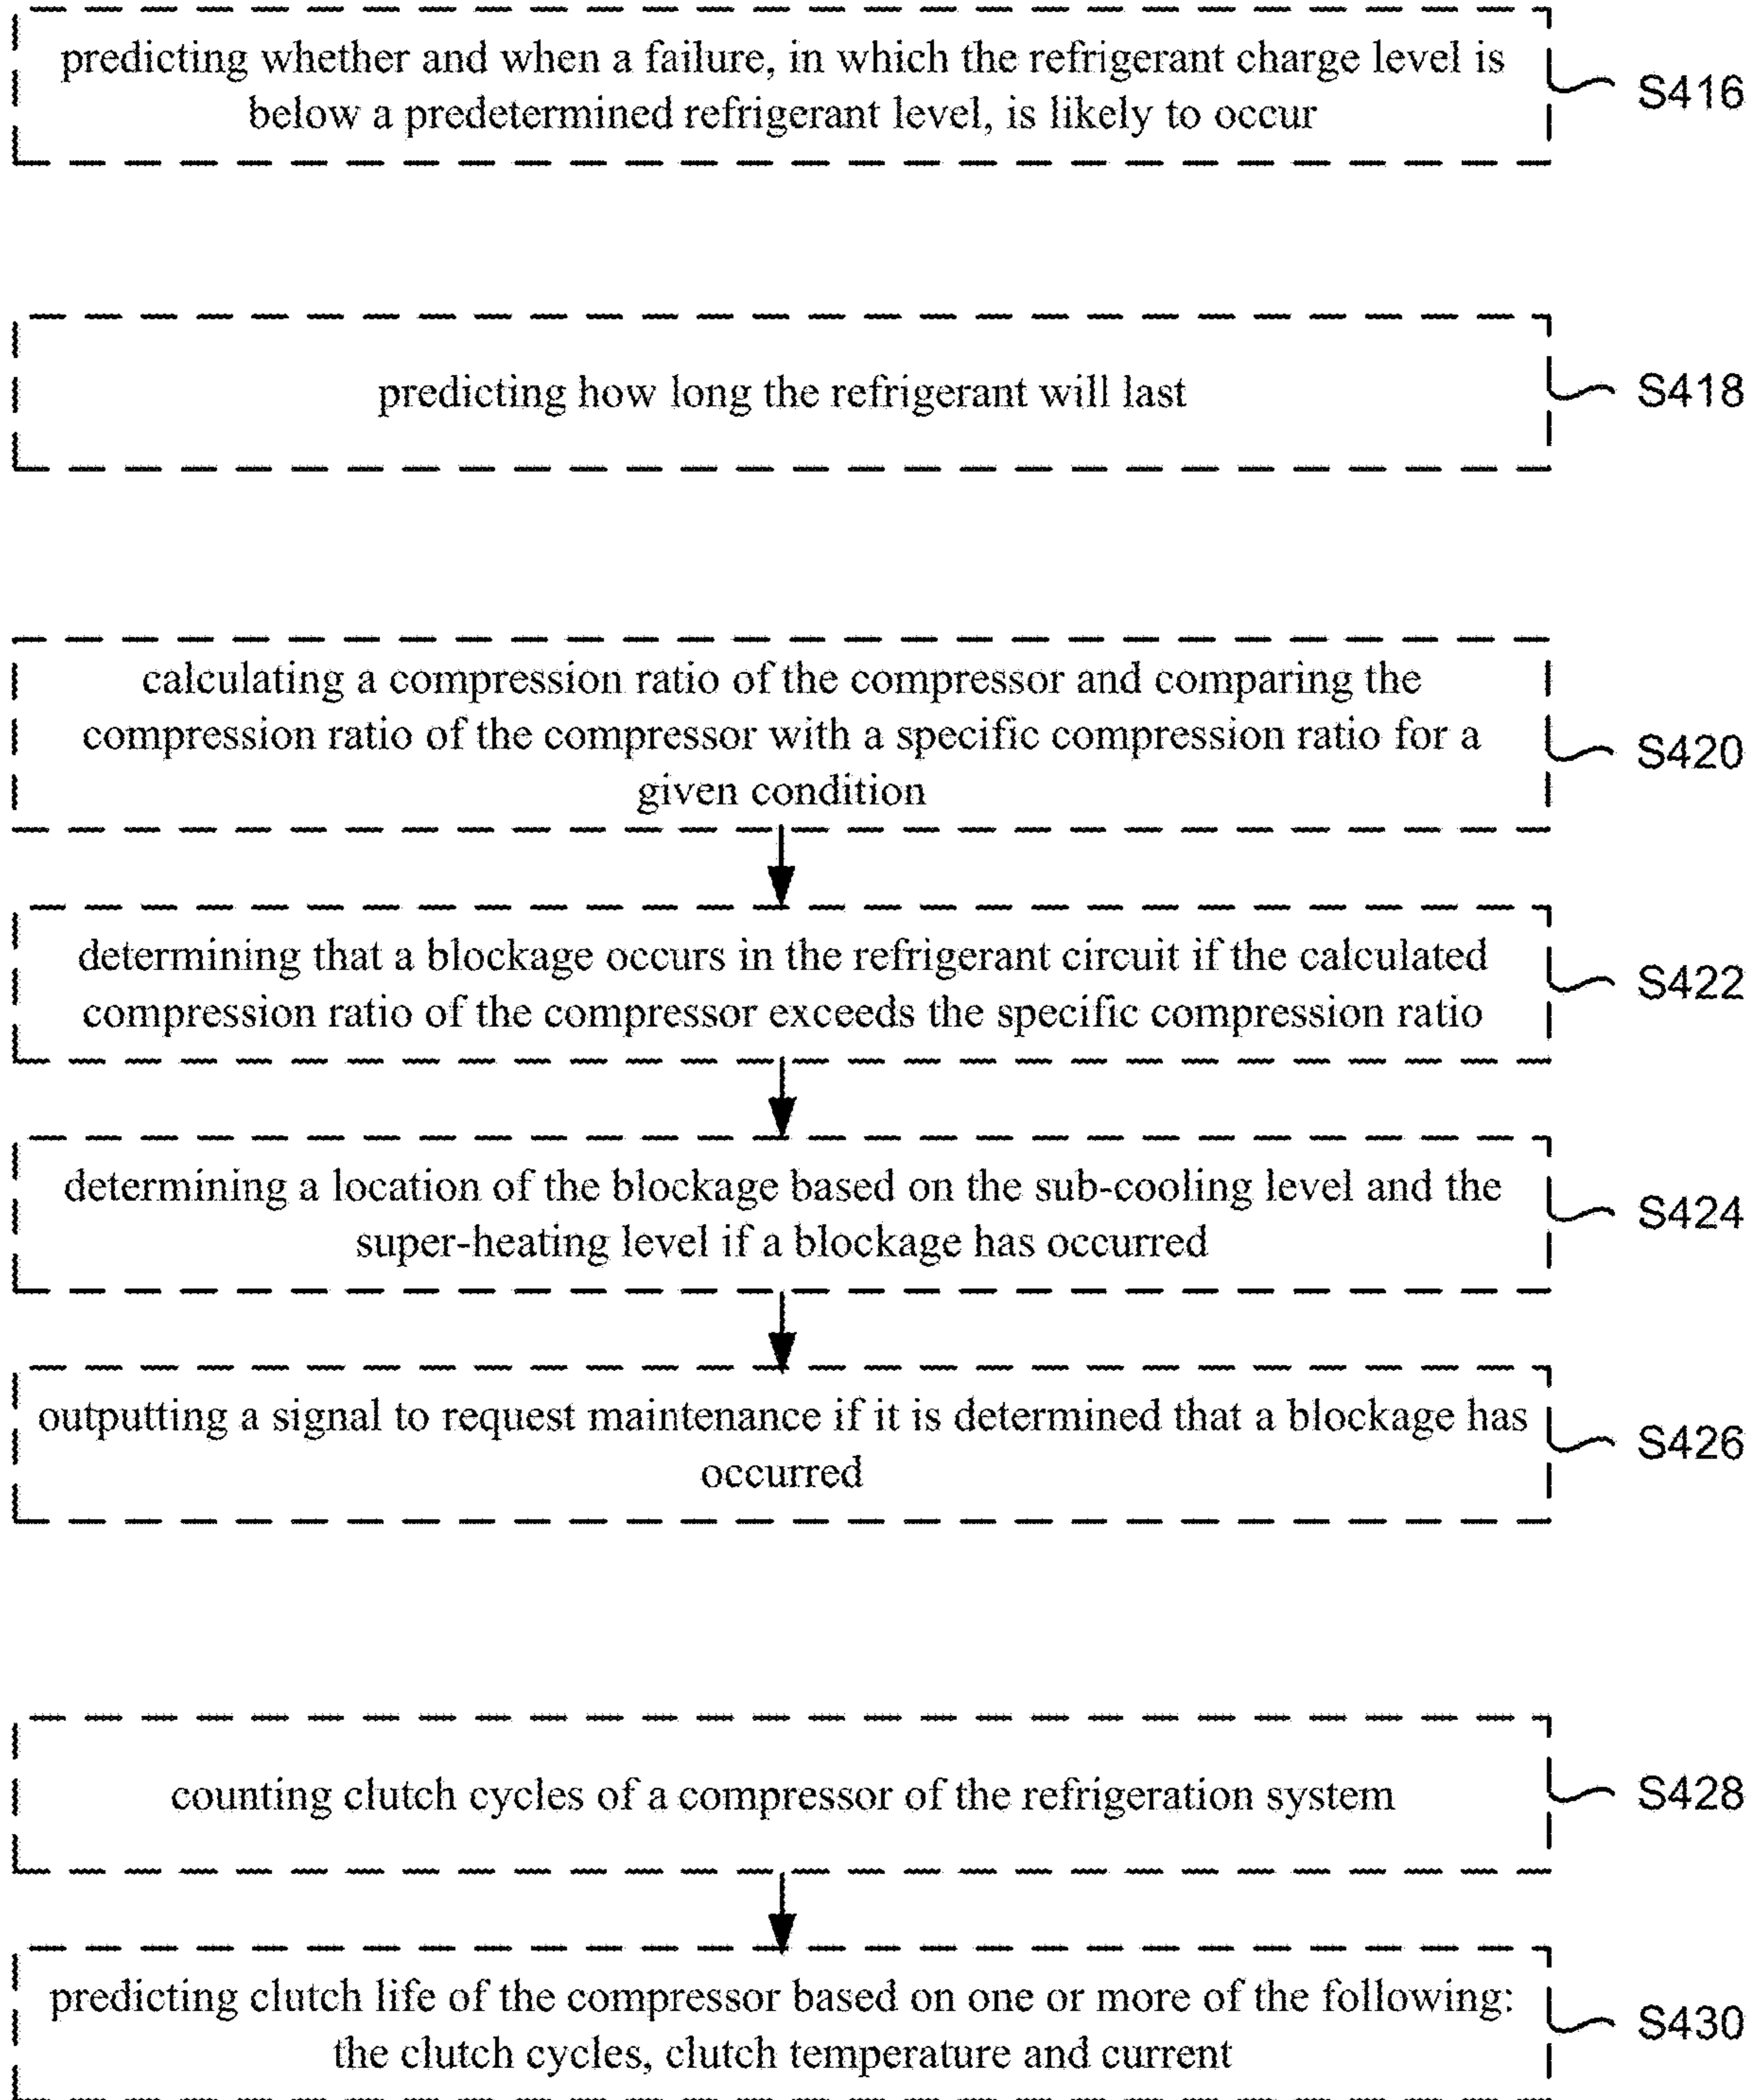 predicting whether and when a failure, in which the refrigerant charge level is
below a predetermined refrigerant level, is likely to occur
S416
predicting how long the refrigerant will last
S418
calculating a compression ratio of the compressor and comparing the
compression ratio of the compressor with a specific compression ratio for a
given condition
S420
determining that a blockage occurs in the refrigerant circuit if the calculated
compression ratio of the compressor exceeds the specific compression ratio
S422
determining a location of the blockage based on the sub-cooling level and the
super-heating level if a blockage has occurred
S424
outputting a signal to request maintenance if it is determined that a blockage has
occurred
S426
counting clutch cycles of a compressor of the refrigeration system
S428
predicting clutch life of the compressor based on one or more of the following:
the clutch cycles, clutch temperature and current
S430